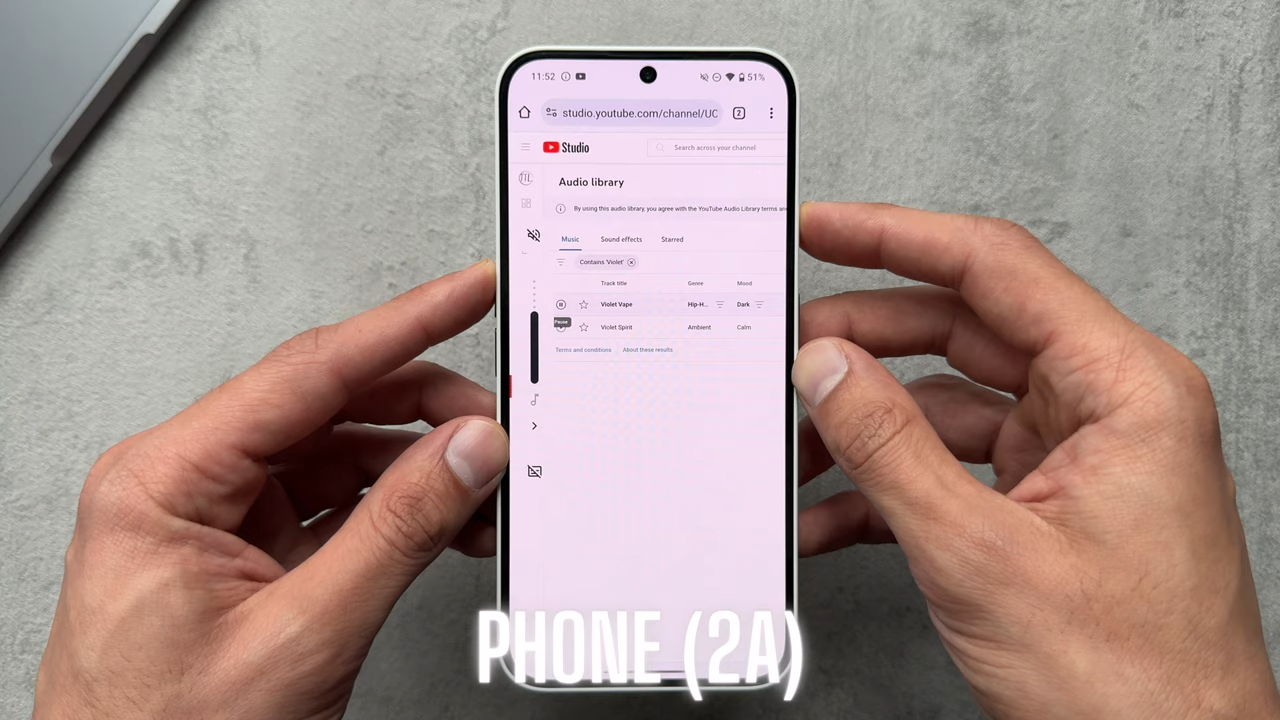 11:52 51%
studio.youtube.com/channel/UC 2
Studio Search across your channel
Audio library
By using this audio library, you agree with the YouTube Audio Library terms an
Music Sound effects Starred
Contains 'Violet'
Track title Genre Mood
Violet Vape Hip-H... Dark
Pause
Violet Spirit Ambient Calm
Terms and conditions About these results
PHONE (2A)